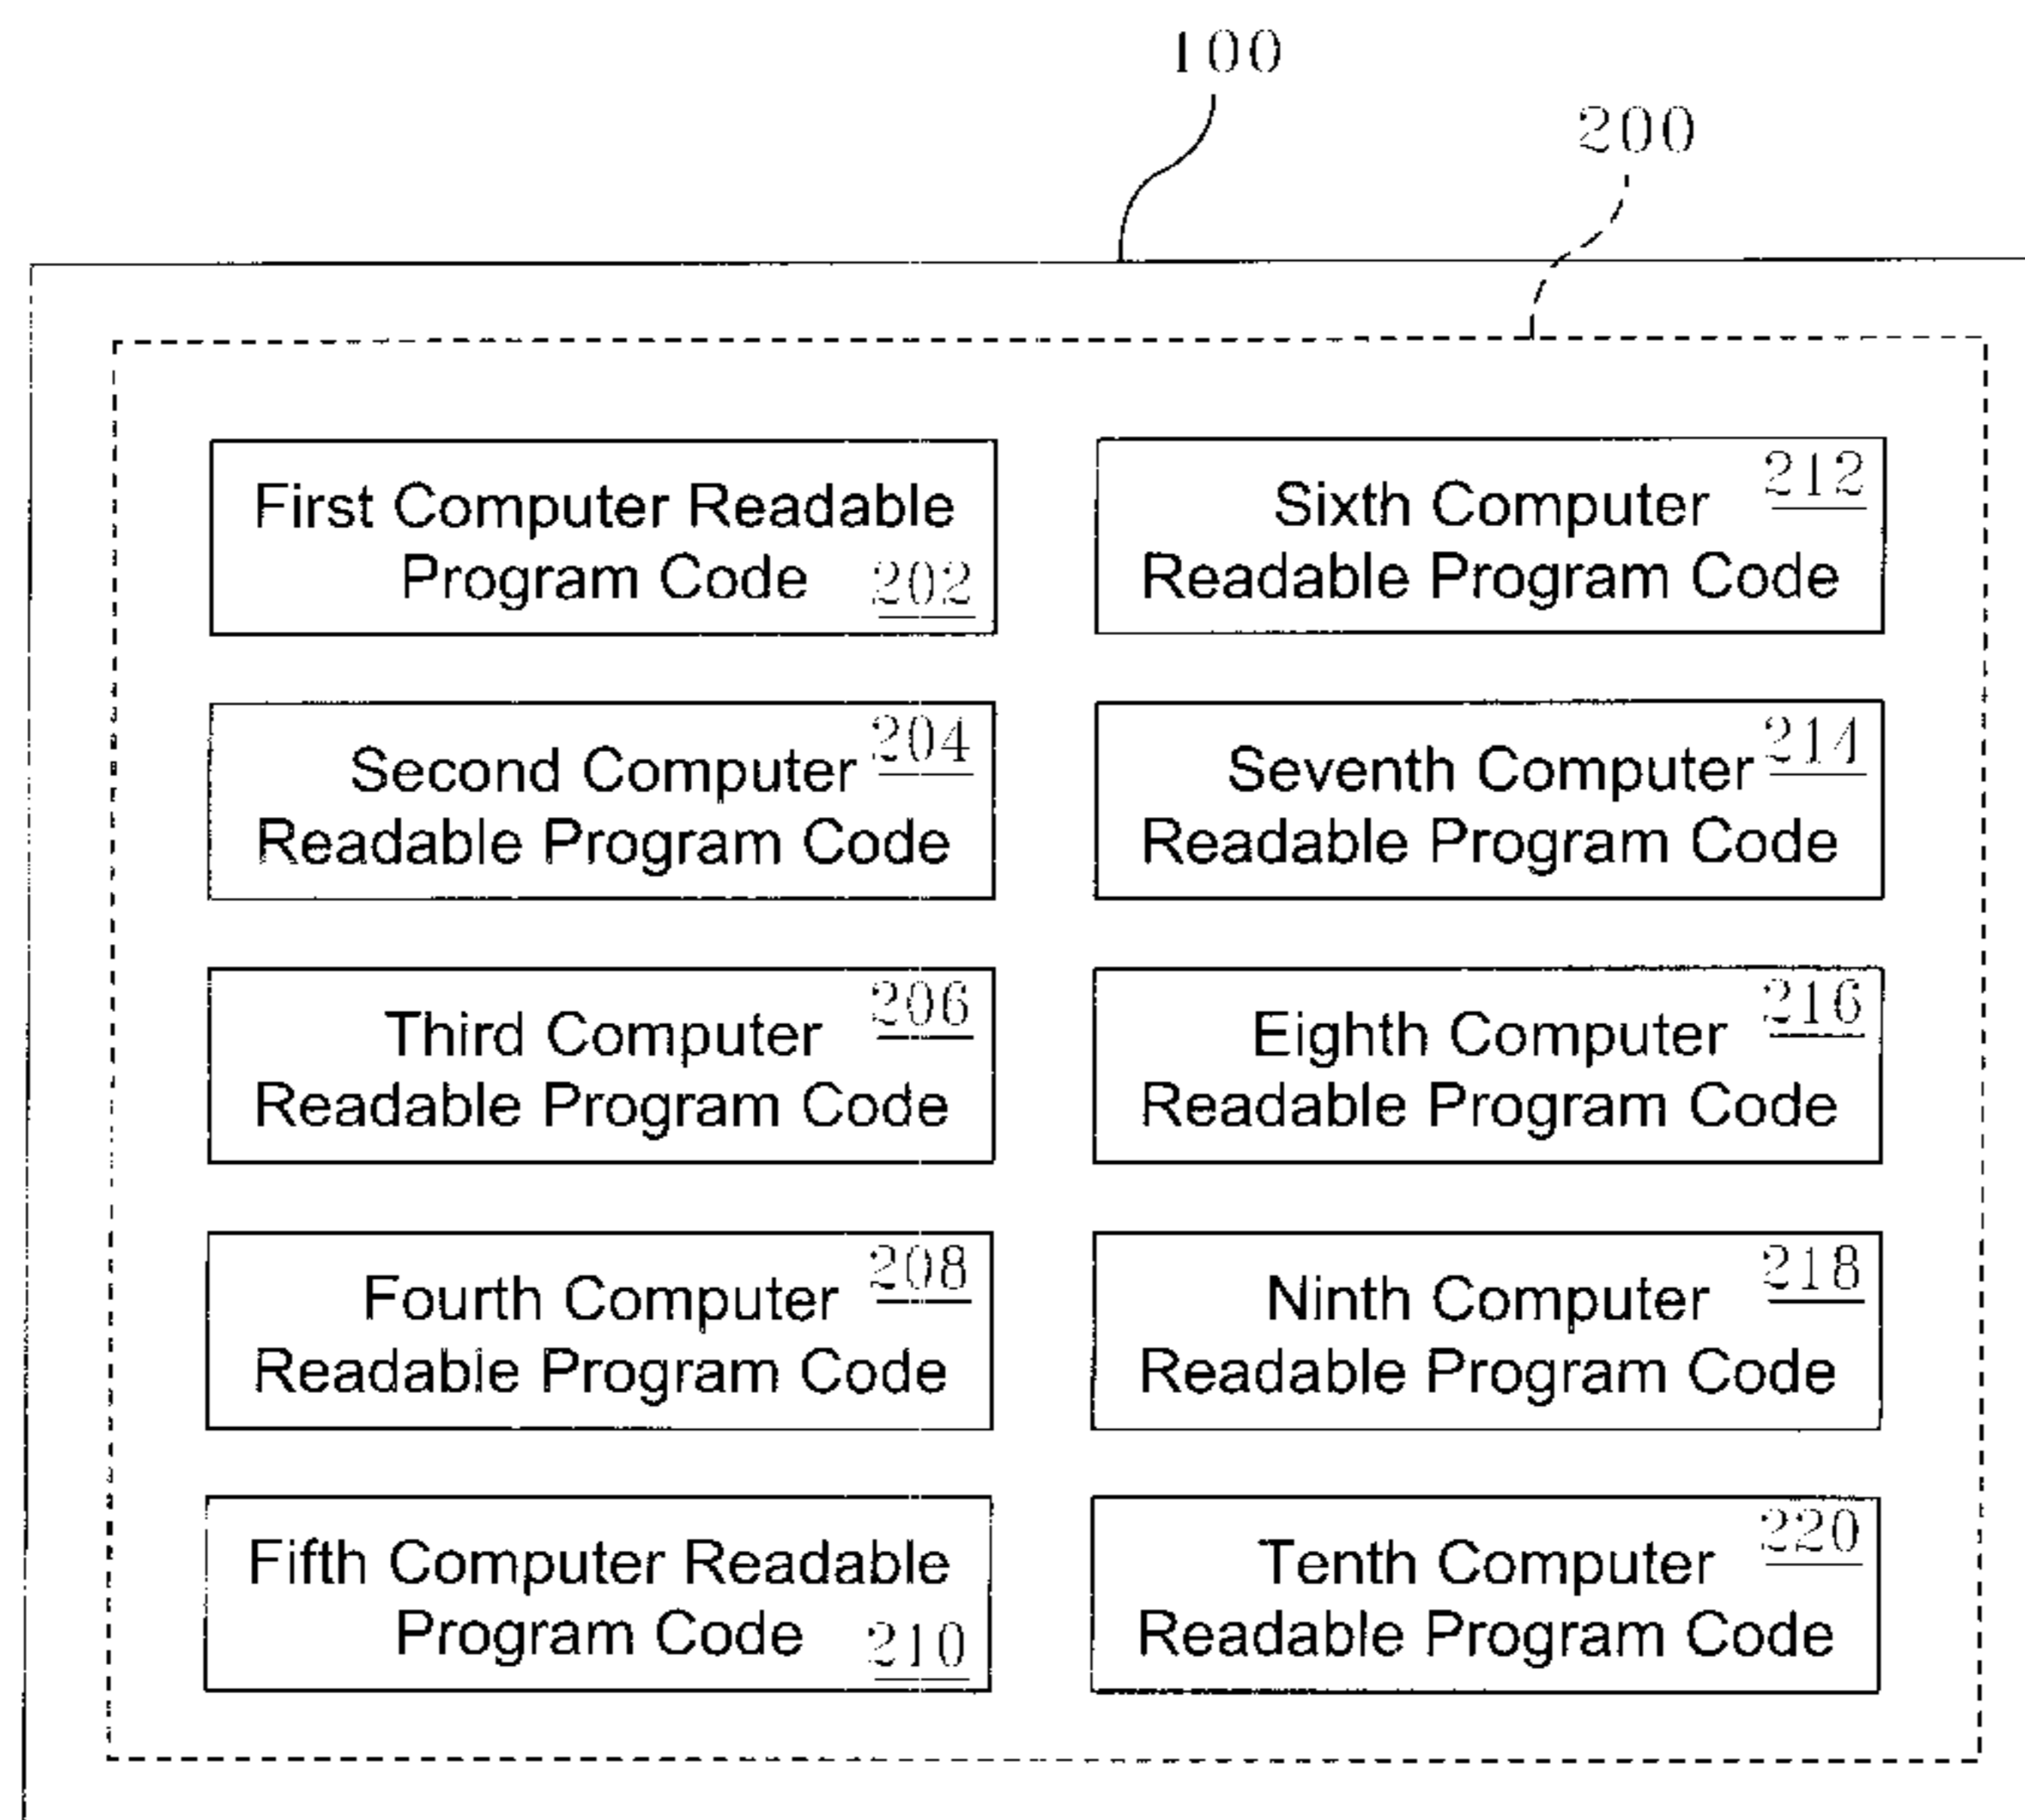 100
200
First Computer Readable
Program Code 202
Sixth Computer 212
Readable Program Code
Second Computer 204
Readable Program Code
Seventh Computer 214
Readable Program Code
Third Computer 206
Readable Program Code
Eighth Computer 216
Readable Program Code
Fourth Computer 208
Readable Program Code
Ninth Computer 218
Readable Program Code
Fifth Computer Readable
Program Code 210
Tenth Computer 220
Readable Program Code